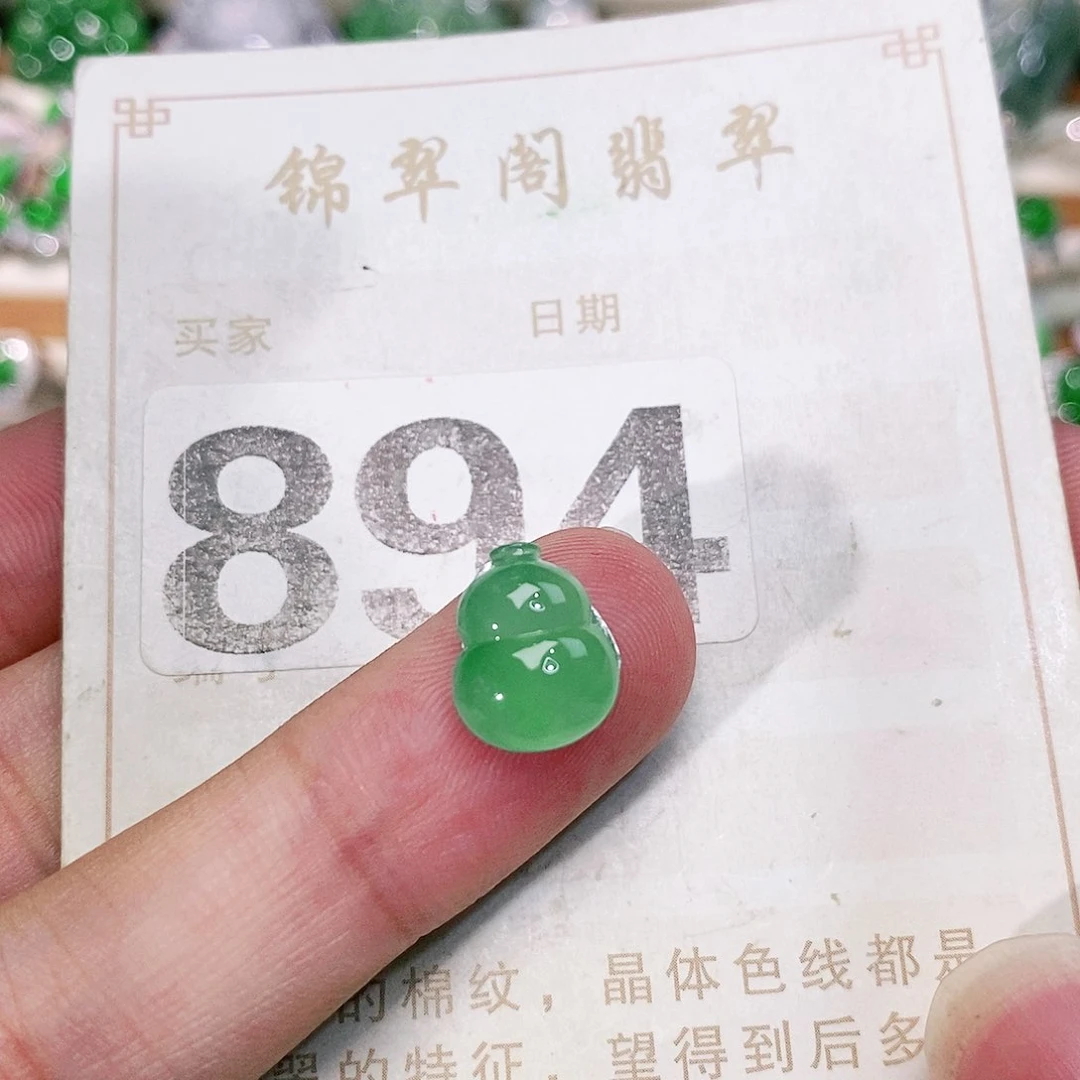 锦翠阁翡翠
买家 日期
894
的棉纹，晶体色线都是
的特征，望得到后多